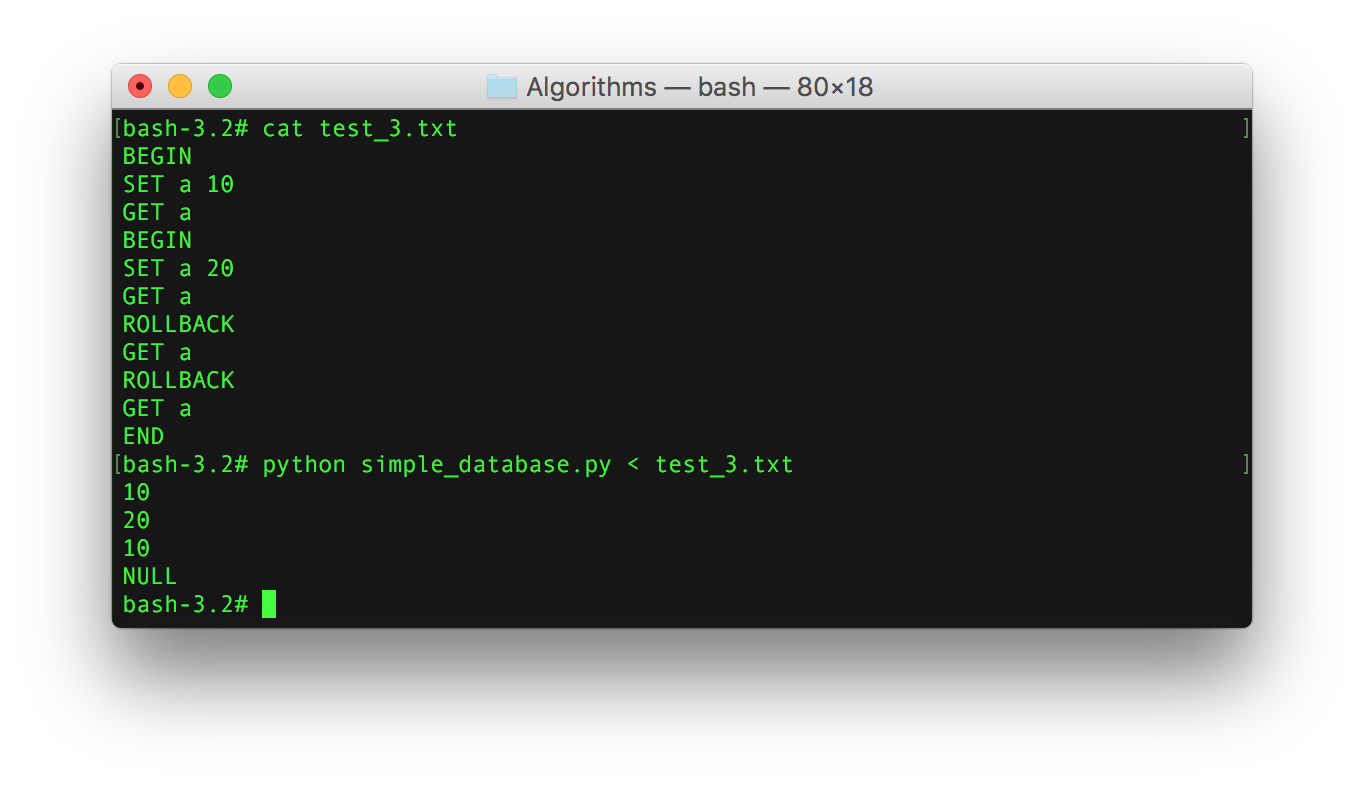 Algorithms — bash — 80×18
[bash-3.2# cat test_3.txt ]
BEGIN
SET a 10
GET a
BEGIN
SET a 20
GET a
ROLLBACK
GET a
ROLLBACK
GET a
END
[bash-3.2# python simple_database.py < test_3.txt ]
10
20
10
NULL
bash-3.2#